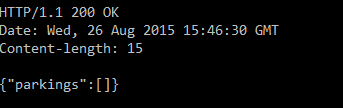 HTTP/1.1 200 OK
Date: Wed, 26 Aug 2015 15:46:30 GMT
Content-length: 15

{"parkings":[]}